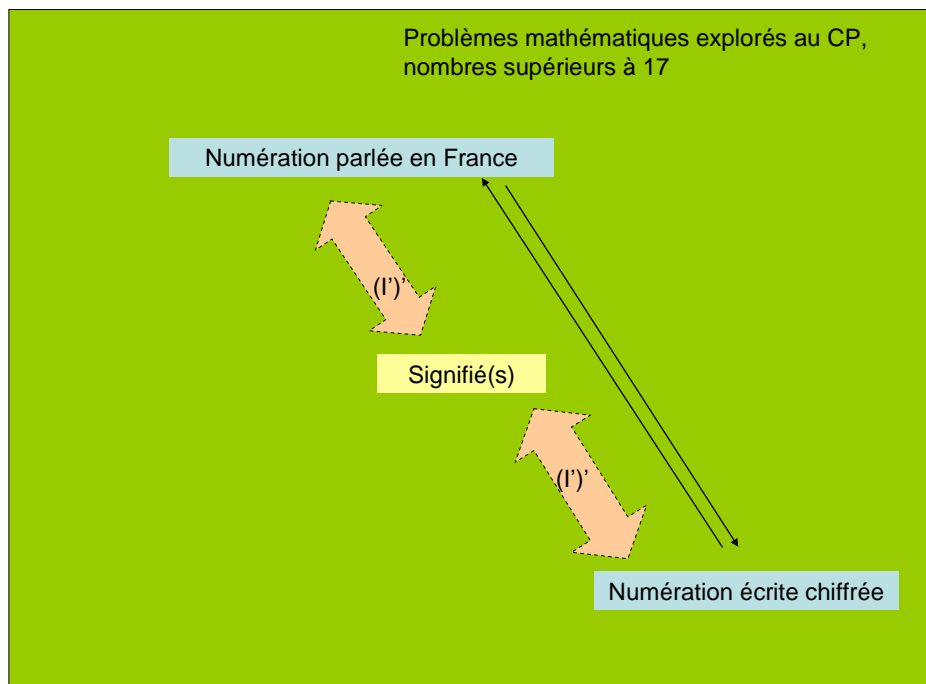 Problèmes mathématiques explorés au CP,
nombres supérieurs à 17
Numération parlée en France
(I’)’
Signifié(s)
(I’)’
Numération écrite chiffrée